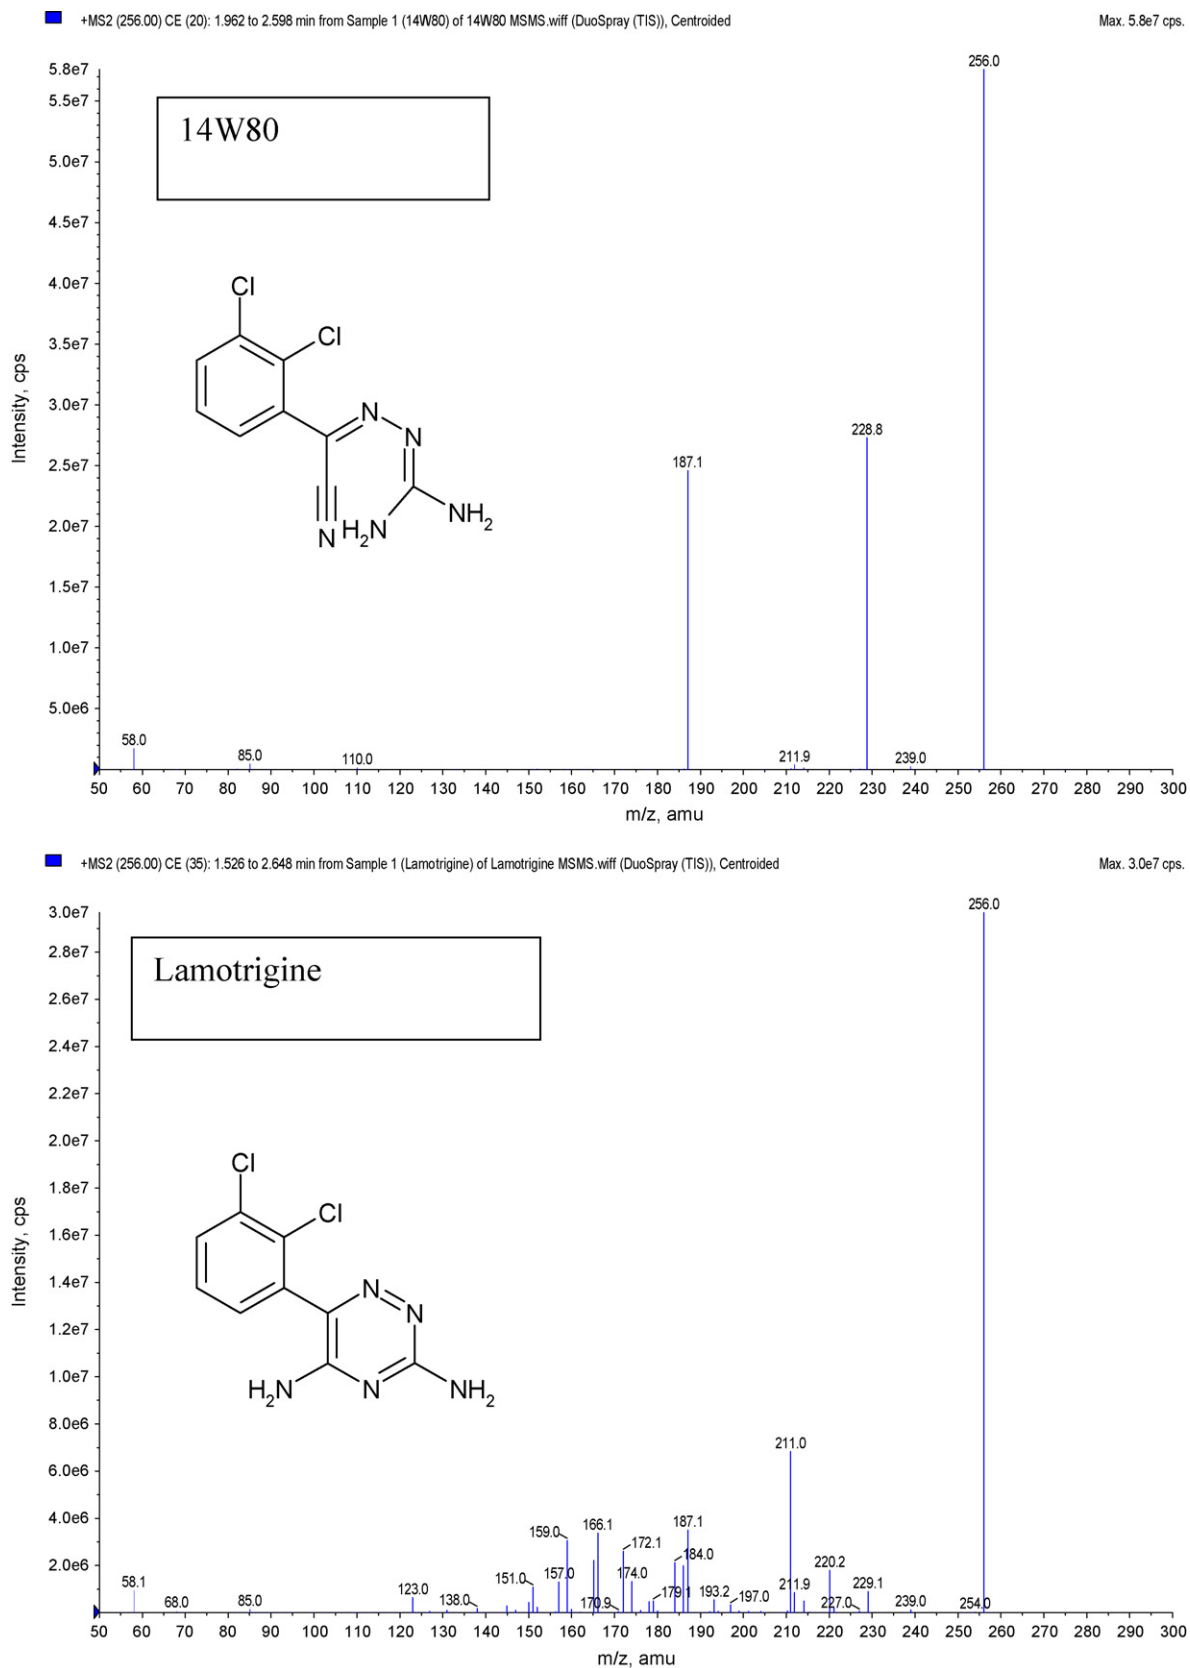 +MS2 (256.00) CE (20): 1.962 to 2.598 min from Sample 1 (14W80) of 14W80 MSMS.wiff (DuoSpray (TIS)), Centroided
Max. 5.8e7 cps.
14W80
Intensity, cps
5.8e7
5.5e7
5.0e7
4.5e7
4.0e7
3.5e7
3.0e7
2.5e7
2.0e7
1.5e7
1.0e7
5.0e6
256.0
228.8
187.1
58.0
85.0
110.0
211.9
239.0
Cl
Cl
N
N
N
H2N
NH2
50 60 70 80 90 100 110 120 130 140 150 160 170 180 190 200 210 220 230 240 250 260 270 280 290 300
m/z, amu
+MS2 (256.00) CE (35): 1.526 to 2.648 min from Sample 1 (Lamotrigine) of Lamotrigine MSMS.wiff (DuoSpray (TIS)), Centroided
Max. 3.0e7 cps.
Lamotrigine
Intensity, cps
3.0e7
2.8e7
2.6e7
2.4e7
2.2e7
2.0e7
1.8e7
1.6e7
1.4e7
1.2e7
1.0e7
8.0e6
6.0e6
4.0e6
2.0e6
Cl
Cl
N
N
N
H2N
NH2
256.0
211.0
187.1
166.1
159.0
172.1
184.0
220.2
157.0
174.0
151.0
58.1
68.0
85.0
123.0
138.0
170.9
179.1
193.2
197.0
211.9
227.0
229.1
239.0
254.0
50 60 70 80 90 100 110 120 130 140 150 160 170 180 190 200 210 220 230 240 250 260 270 280 290 300
m/z, amu